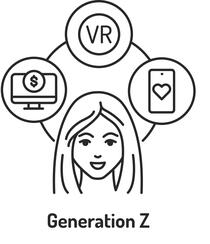 VR
$
Generation Z